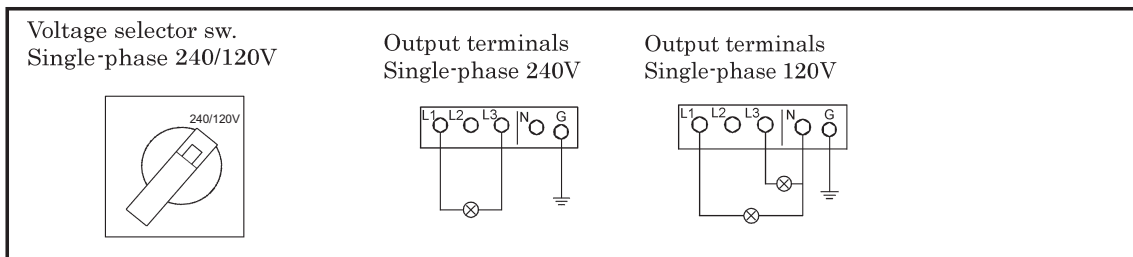 Voltage selector sw.
Single-phase 240/120V
240/120V
Output terminals
Single-phase 240V
L1 L2 L3 N G
Output terminals
Single-phase 120V
L1 L2 L3 N G